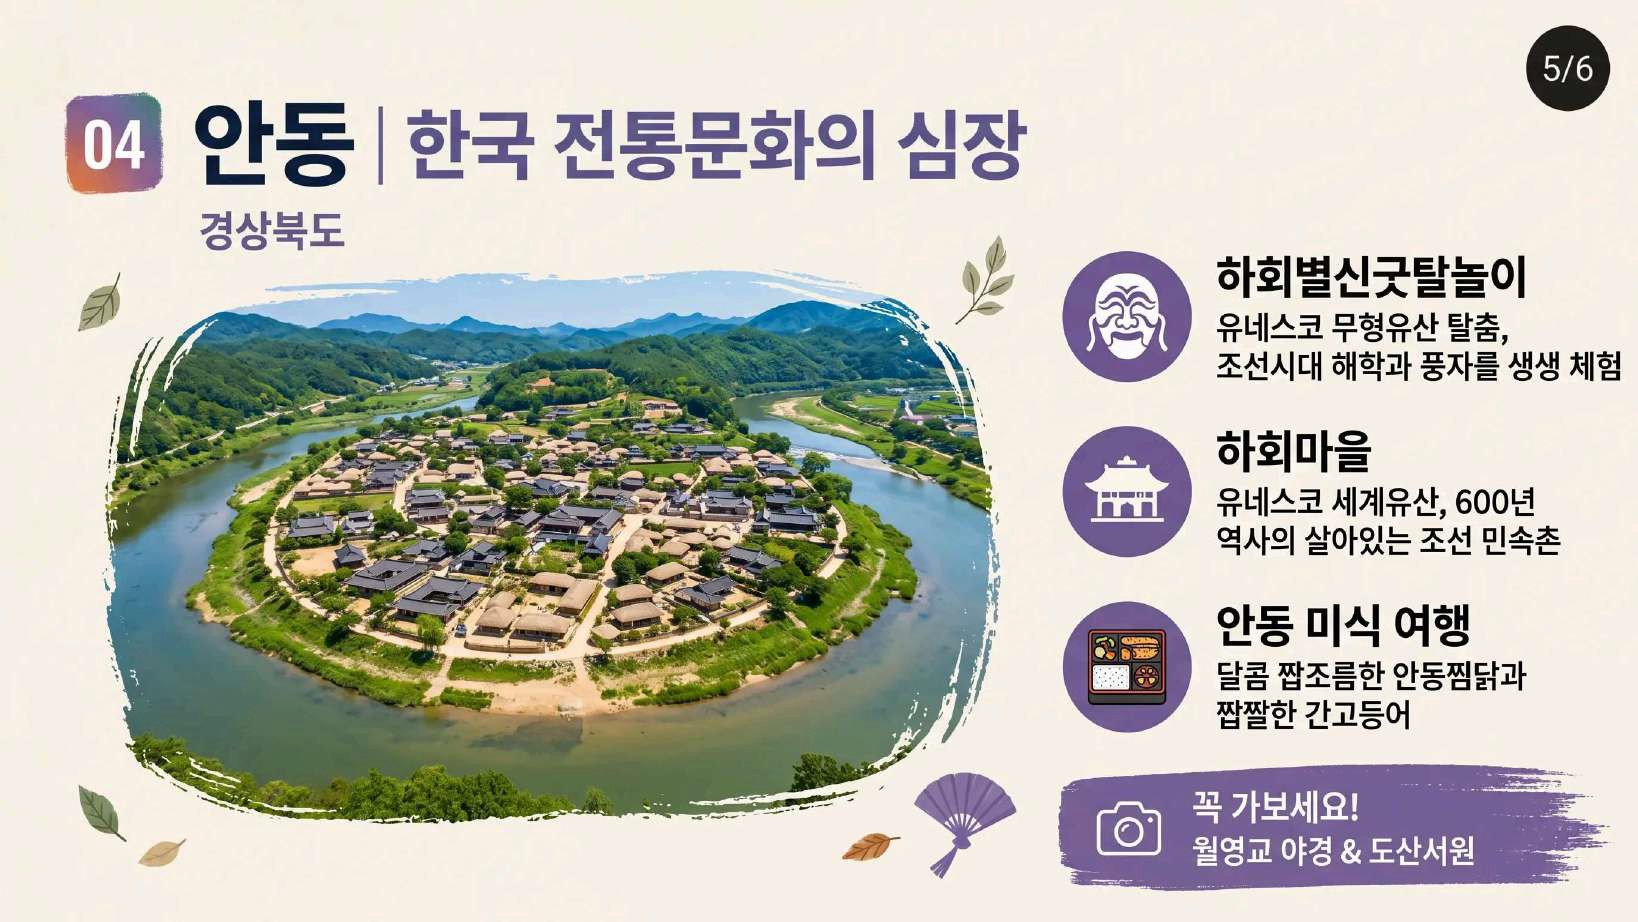 5/6
04 안동 | 한국 전통문화의 심장
경상북도
하회별신굿탈놀이
유네스코 무형유산 탈춤,
조선시대 해학과 풍자를 생생 체험
하회마을
유네스코 세계유산, 600년
역사의 살아있는 조선 민속촌
안동 미식 여행
달콤 짭조름한 안동찜닭과
짭짤한 간고등어
꼭 가보세요!
월영교 야경 & 도산서원